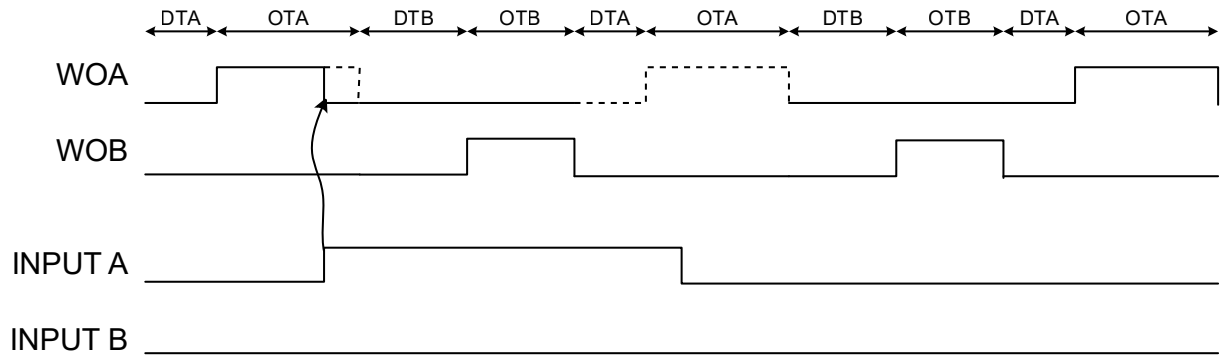 DTA OTA DTB OTB DTA OTA DTB OTB DTA OTA
WOA
WOB
INPUT A
INPUT B